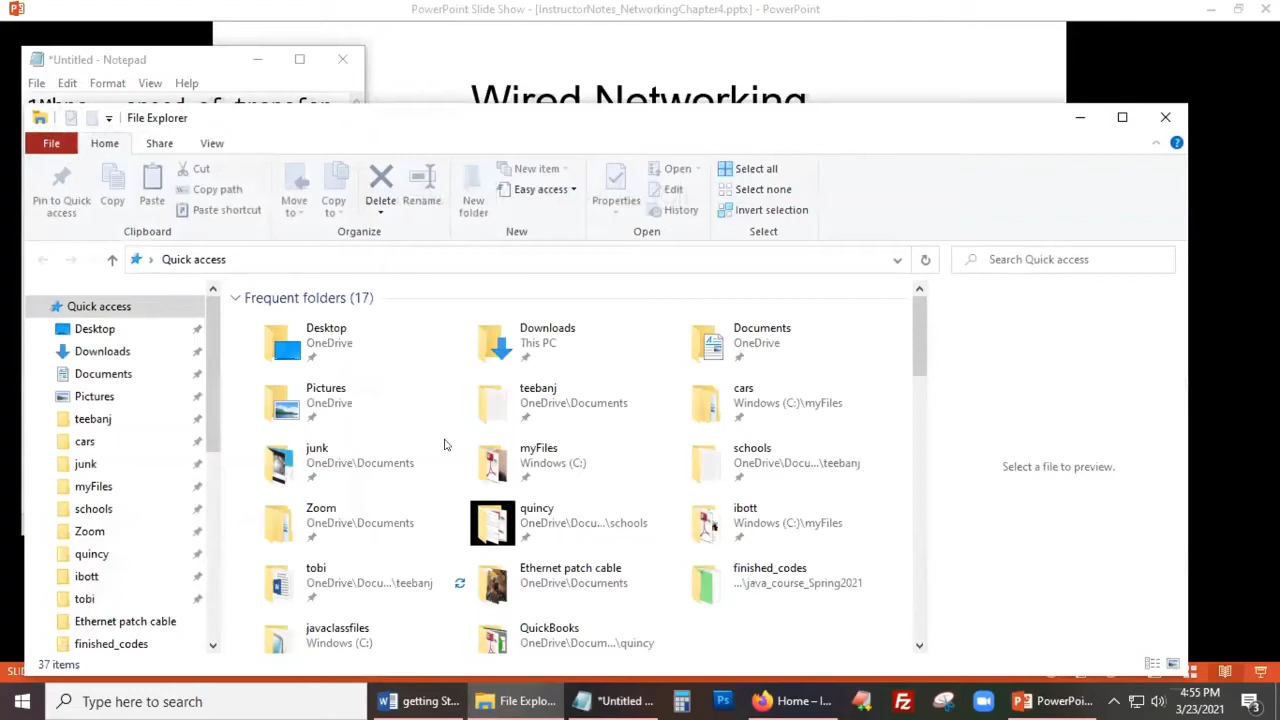 PowerPoint Slide Show - [InstructorNotes_NetworkingChapter4.pptx] - PowerPoint
*Untitled - Notepad
File Edit Format View Help
Wired Networking
File Explorer
File Home Share View
Pin to Quick access
Copy
Paste
Cut
Copy path
Paste shortcut
Clipboard
Move to
Copy to
Delete
Rename
Organize
New folder
New item
Easy access
New
Properties
Open
Edit
History
Open
Select all
Select none
Invert selection
Select
Quick access
Search Quick access
Quick access
Desktop
Downloads
Documents
Pictures
teebanj
cars
junk
myFiles
schools
Zoom
quincy
ibott
tobi
Ethernet patch cable
finished_codes
Frequent folders (17)
Desktop
OneDrive
Downloads
This PC
Documents
OneDrive
Pictures
OneDrive
teebanj
OneDrive\Documents
cars
Windows (C:)\myFiles
junk
OneDrive\Documents
myFiles
Windows (C:)
schools
OneDrive\Docu...\teebanj
Zoom
OneDrive\Documents
quincy
OneDrive\Doc...\schools
ibott
Windows (C:)\myFiles
tobi
OneDrive\Docu...\teebanj
Ethernet patch cable
OneDrive\Documents
finished_codes
...\java_course_Spring2021
javaclassfiles
Windows (C:)
QuickBooks
OneDrive\Docum...\quincy
Select a file to preview.
37 items
Type here to search
getting St...
File Explo...
*Untitled ...
Home – I...
PowerPoi...
4:55 PM
3/23/2021
3